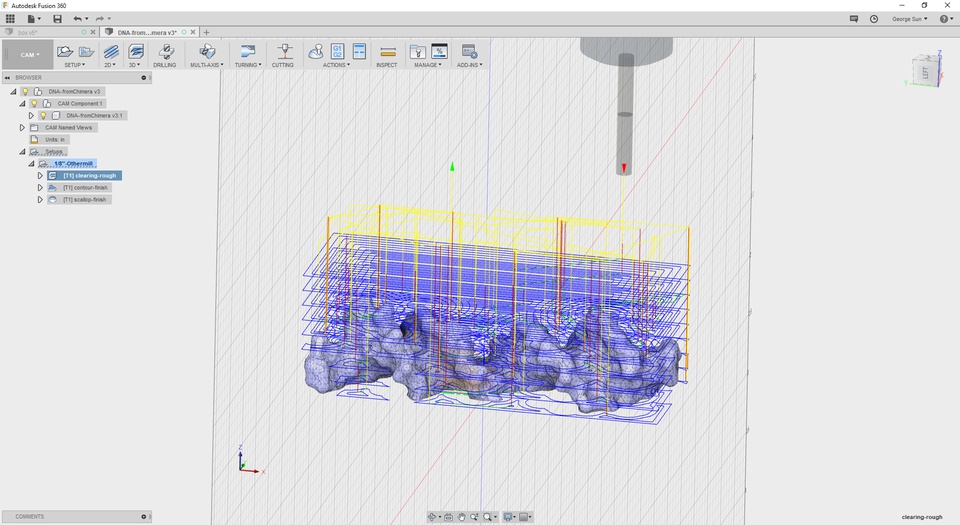 Autodesk Fusion 360
George Sun
box v6*
DNA-from...mera v3*
CAM
SETUP
2D
3D
DRILLING
MULTI-AXIS
TURNING
CUTTING
G1
G2
ACTIONS
INSPECT
MANAGE
ADD-INS
BROWSER
DNA-fromChimera v3
CAM Component 1
DNA-fromChimera v3:1
CAM Named Views
Units: in
Setups
1/8"-Othermill
[T1] clearing-rough
[T1] contour-finish
[T1] scallop-finish
LEFT
Z
Y
X
Z
X
COMMENTS
clearing-rough